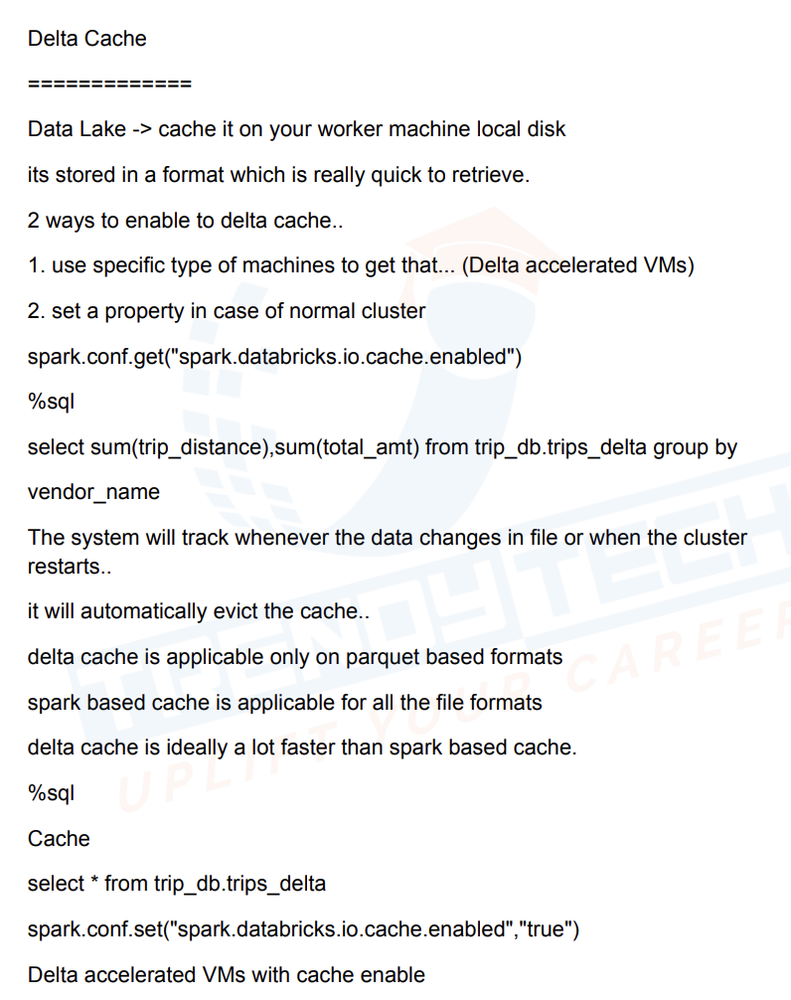 Delta Cache
=============
Data Lake -> cache it on your worker machine local disk
its stored in a format which is really quick to retrieve.
2 ways to enable to delta cache..
1. use specific type of machines to get that... (Delta accelerated VMs)
2. set a property in case of normal cluster
spark.conf.get("spark.databricks.io.cache.enabled")
%sql
select sum(trip_distance),sum(total_amt) from trip_db.trips_delta group by
vendor_name
The system will track whenever the data changes in file or when the cluster
restarts..
it will automatically evict the cache..
delta cache is applicable only on parquet based formats
spark based cache is applicable for all the file formats
delta cache is ideally a lot faster than spark based cache.
%sql
Cache
select * from trip_db.trips_delta
spark.conf.set("spark.databricks.io.cache.enabled","true")
Delta accelerated VMs with cache enable
TRENDYTECH
UPLIFT YOUR CAREER